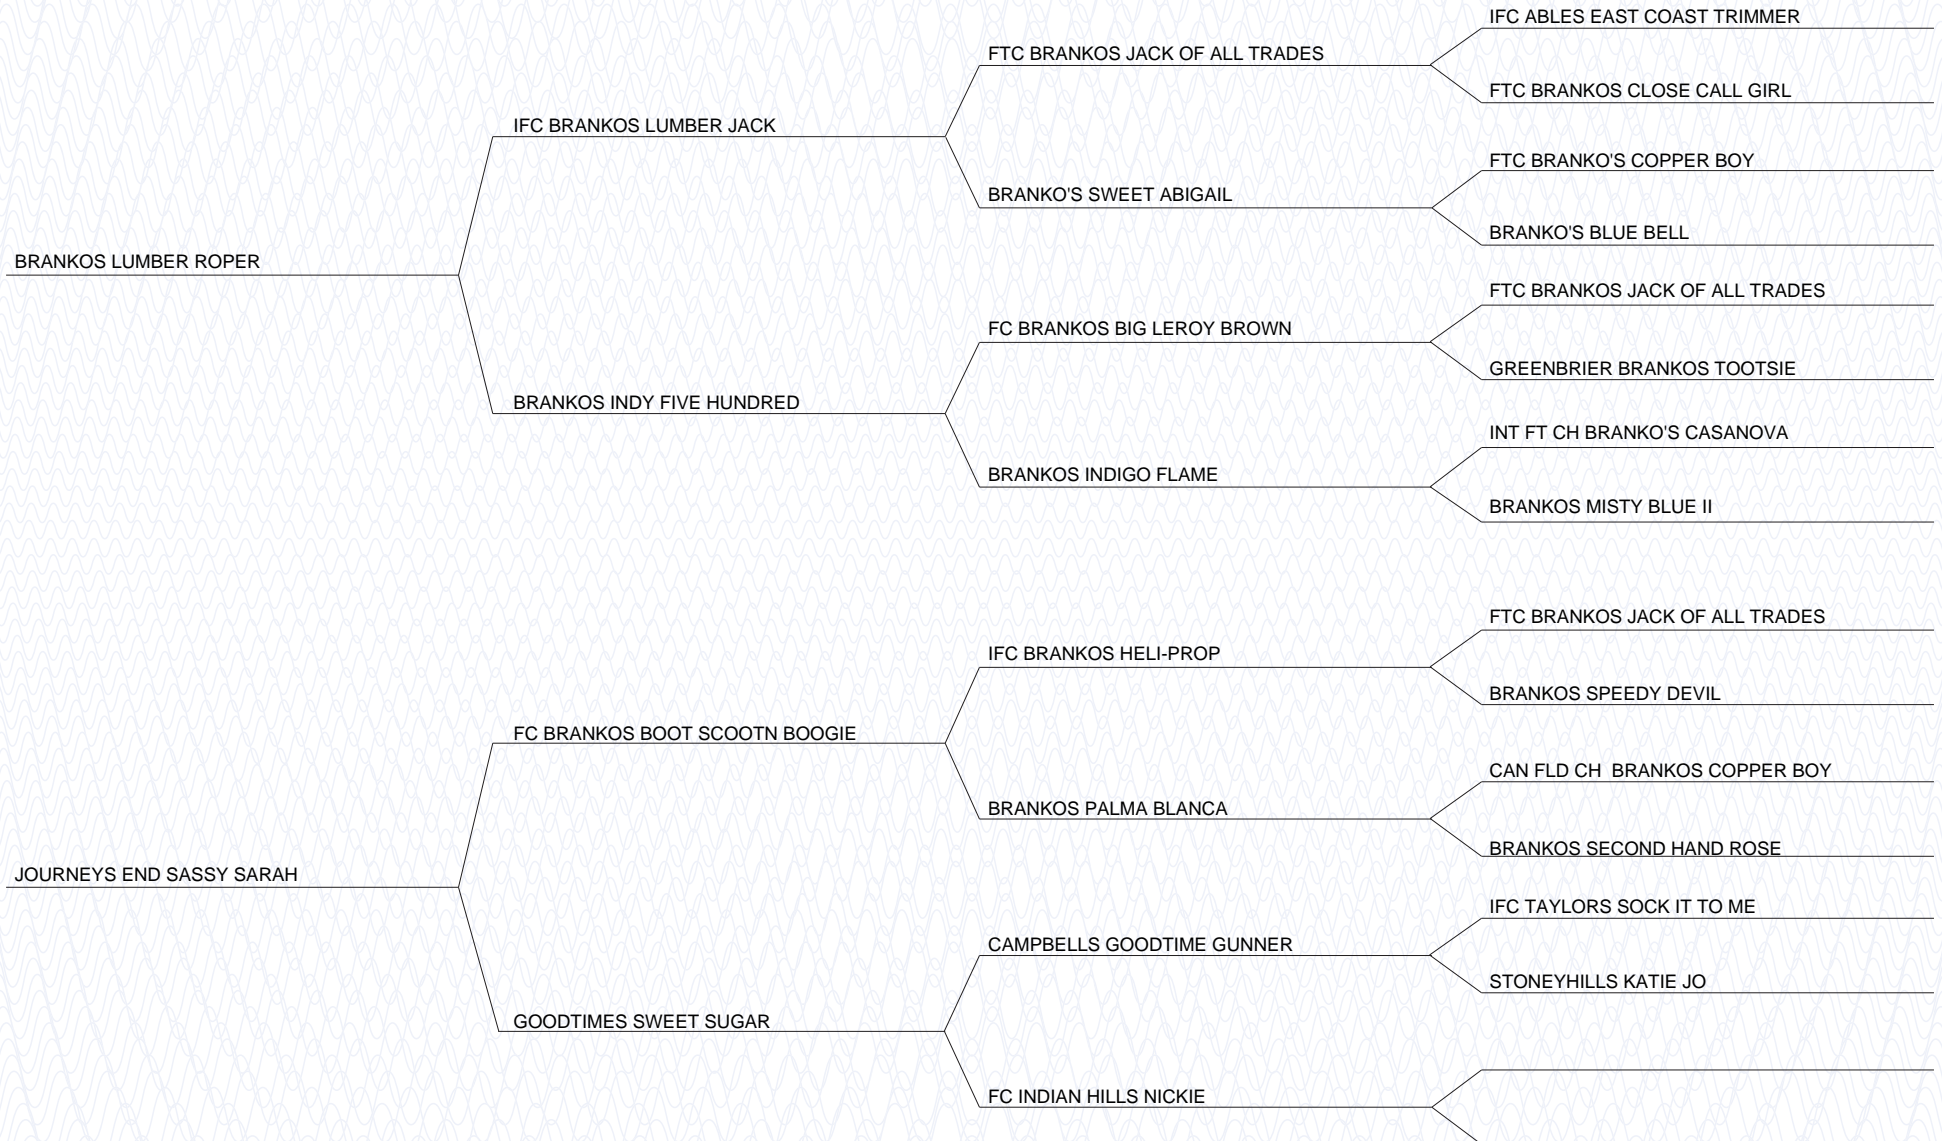 IFC ABLES EAST COAST TRIMMER
FTC BRANKOS JACK OF ALL TRADES
FTC BRANKOS CLOSE CALL GIRL
IFC BRANKOS LUMBER JACK
FTC BRANKO'S COPPER BOY
BRANKO'S SWEET ABIGAIL
BRANKO'S BLUE BELL
BRANKOS LUMBER ROPER
FTC BRANKOS JACK OF ALL TRADES
FC BRANKOS BIG LEROY BROWN
GREENBRIER BRANKOS TOOTSIE
BRANKOS INDY FIVE HUNDRED
INT FT CH BRANKO'S CASANOVA
BRANKOS INDIGO FLAME
BRANKOS MISTY BLUE II
FTC BRANKOS JACK OF ALL TRADES
IFC BRANKOS HELI-PROP
BRANKOS SPEEDY DEVIL
FC BRANKOS BOOT SCOOTN BOOGIE
CAN FLD CH  BRANKOS COPPER BOY
BRANKOS PALMA BLANCA
BRANKOS SECOND HAND ROSE
JOURNEYS END SASSY SARAH
IFC TAYLORS SOCK IT TO ME
CAMPBELLS GOODTIME GUNNER
STONEYHILLS KATIE JO
GOODTIMES SWEET SUGAR
FC INDIAN HILLS NICKIE